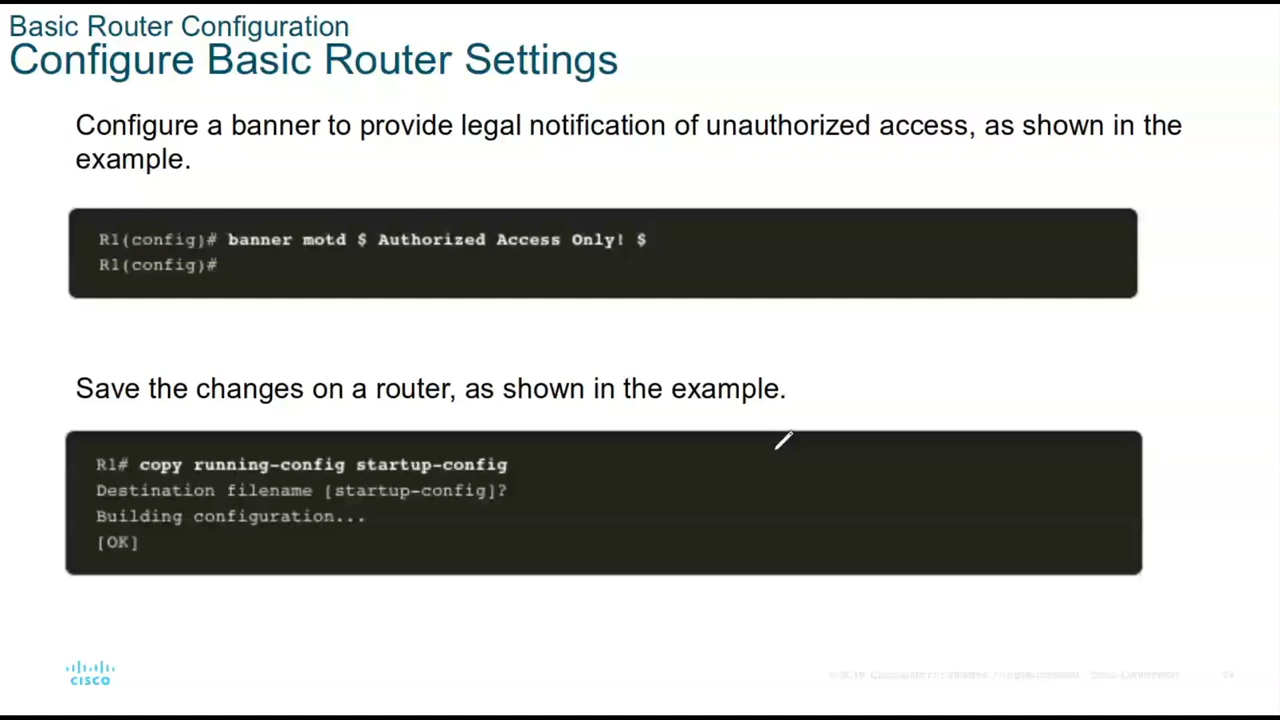 Basic Router Configuration
Configure Basic Router Settings
Configure a banner to provide legal notification of unauthorized access, as shown in the
example.
R1(config)# banner motd $ Authorized Access Only! $
R1(config)#
Save the changes on a router, as shown in the example.
R1# copy running-config startup-config
Destination filename [startup-config]?
Building configuration...
[OK]
CISCO